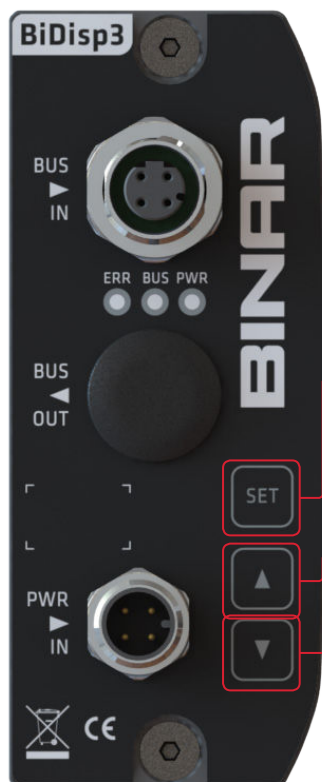 BiDisp3
BUS
▶
IN
BINAR
ERR BUS PWR
BUS
◀
OUT
SET
▲
▼
PWR
▶
IN
CE